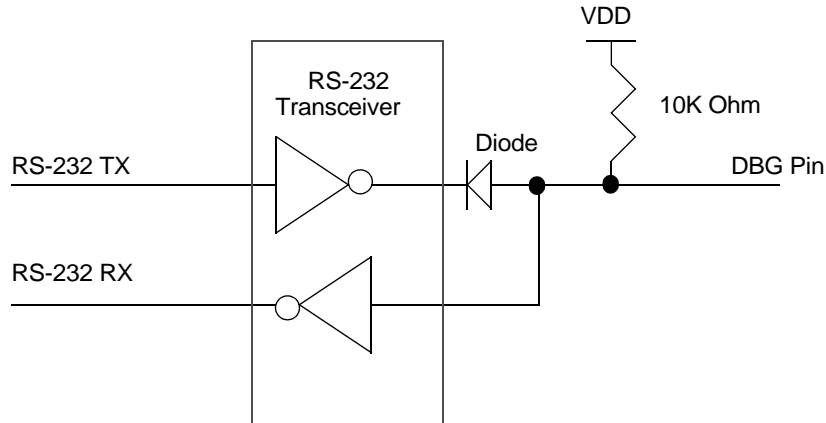 VDD
RS-232
Transceiver
10K Ohm
Diode
RS-232 TX
DBG Pin
RS-232 RX